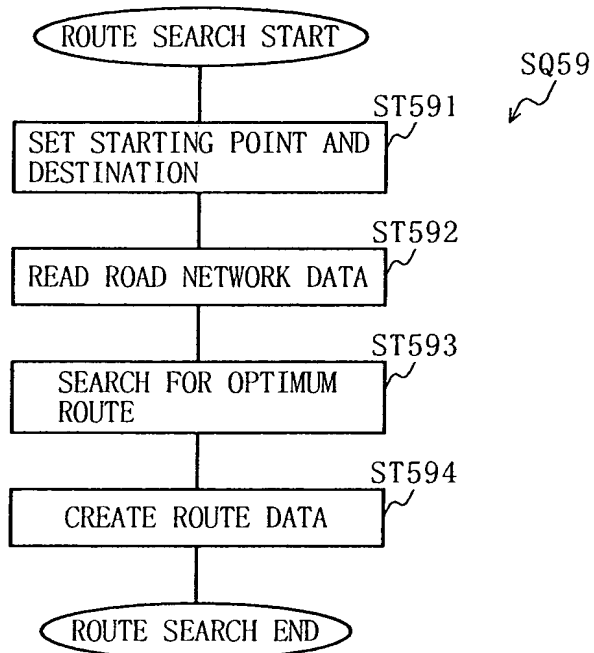 ROUTE SEARCH START
SQ59
ST591
SET STARTING POINT AND
DESTINATION
ST592
READ ROAD NETWORK DATA
ST593
SEARCH FOR OPTIMUM
ROUTE
ST594
CREATE ROUTE DATA
ROUTE SEARCH END